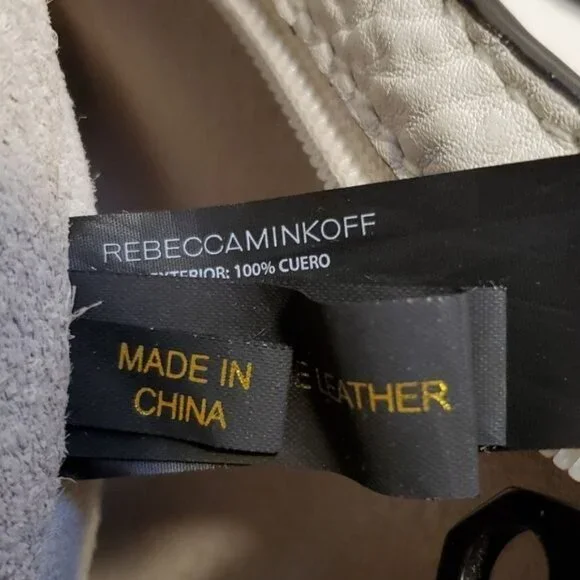 REBECCAMINKOFF
EXTERIOR: 100% CUERO
MADE IN
CHINA
LEATHER